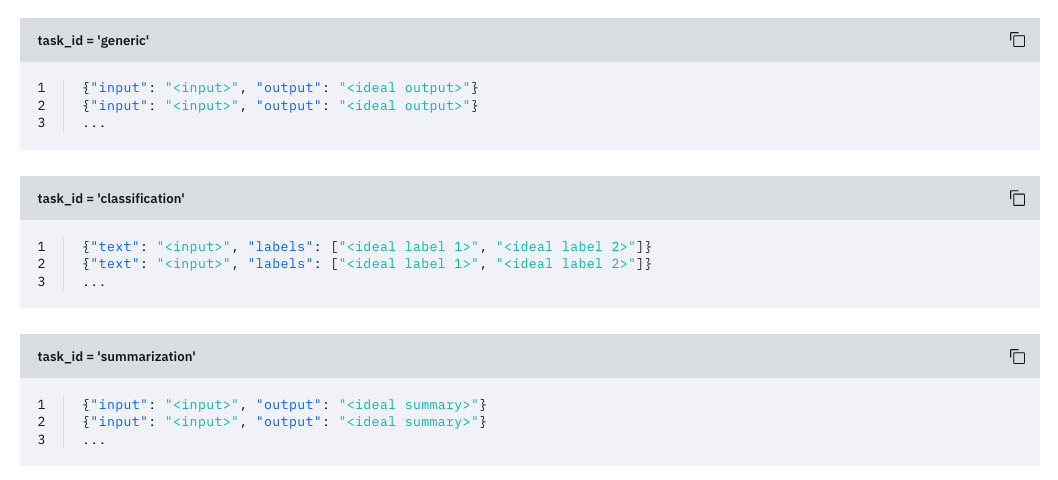 task_id = 'generic'
1 {"input": "<input>", "output": "<ideal output>"}
2 {"input": "<input>", "output": "<ideal output>"}
3 ...
task_id = 'classification'
1 {"text": "<input>", "labels": ["<ideal label 1>", "<ideal label 2>"]}
2 {"text": "<input>", "labels": ["<ideal label 1>", "<ideal label 2>"]}
3 ...
task_id = 'summarization'
1 {"input": "<input>", "output": "<ideal summary>"}
2 {"input": "<input>", "output": "<ideal summary>"}
3 ...